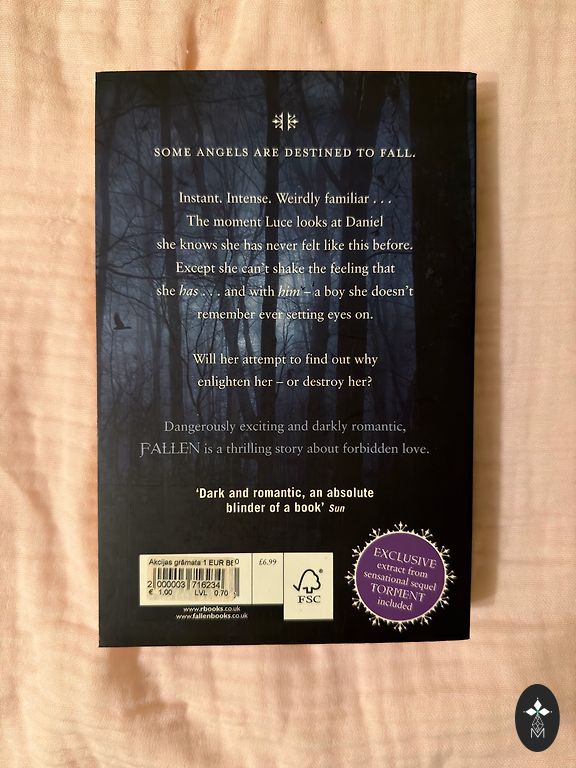 SOME ANGELS ARE DESTINED TO FALL.
Instant. Intense. Weirdly familiar . . .
The moment Luce looks at Daniel
she knows she has never felt like this before.
Except she can't shake the feeling that
she has . . . and with him – a boy she doesn't
remember ever setting eyes on.
Will her attempt to find out why
enlighten her – or destroy her?
Dangerously exciting and darkly romantic,
FALLEN is a thrilling story about forbidden love.
'Dark and romantic, an absolute
blinder of a book' Sun
Akcijas grāmata 1 EUR
2 000003 716234
€ 1.00 LVL 0.70
£6.99
FSC
www.rbooks.co.uk
www.fallenbooks.co.uk
EXCLUSIVE
extract from
sensational sequel
TORMENT
included
M